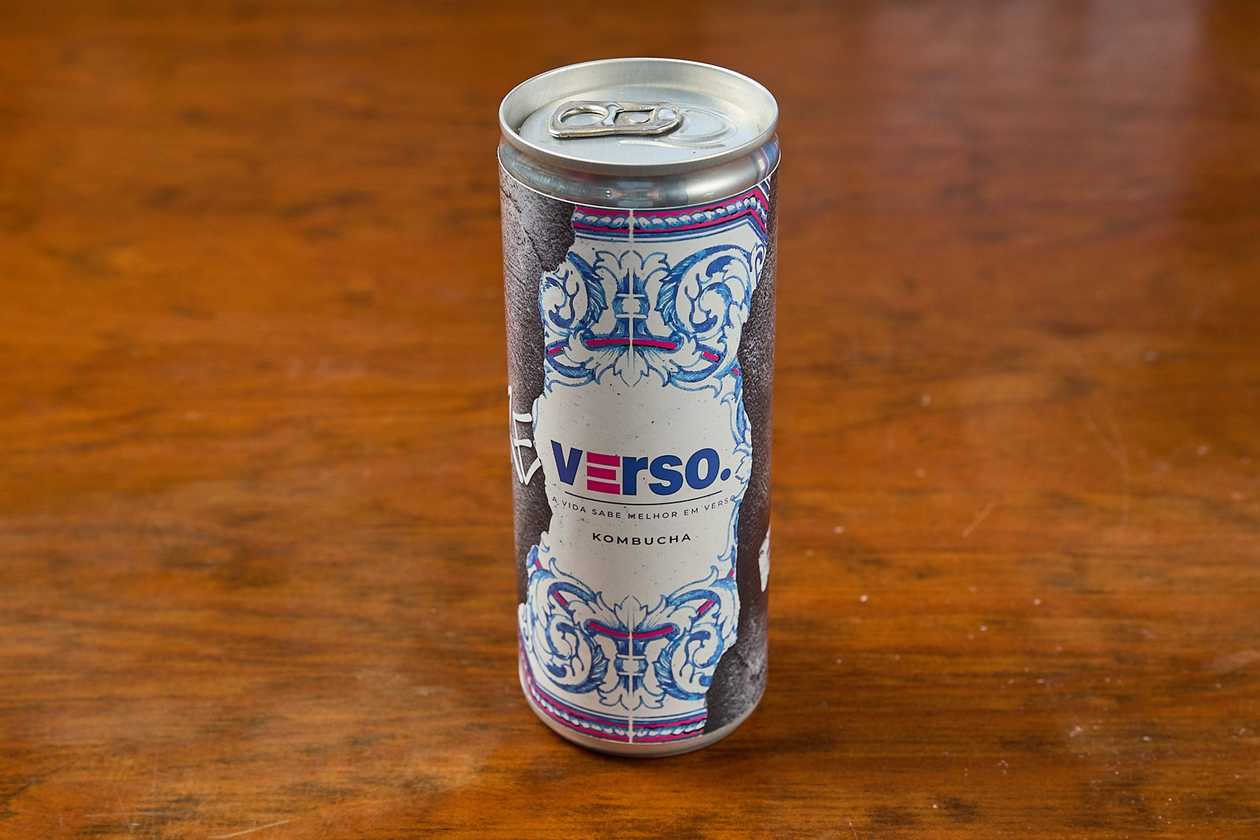 VERSO.
A VIDA SABE MELHOR EM VERSO
KOMBUCHA